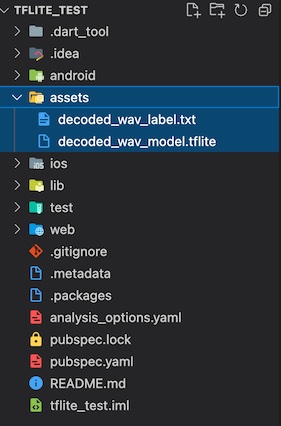 TFLITE_TEST
.dart_tool
.idea
android
assets
decoded_wav_label.txt
decoded_wav_model.tflite
ios
lib
test
web
.gitignore
.metadata
.packages
analysis_options.yaml
pubspec.lock
pubspec.yaml
README.md
tflite_test.iml